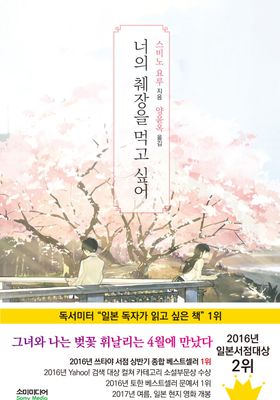 너의 췌장을 먹고 싶어
스미노 요루 지음
양윤옥 옮김
독서미터 “일본 독자가 읽고 싶은 책” 1위
그녀와 나는 벚꽃 휘날리는 4월에 만났다
2016년 쓰타야 서점 상반기 종합 베스트셀러 1위
2016년 Yahoo! 검색 대상 컬쳐 카테고리 소설부문상 수상
2016년 토한 베스트셀러 문예서 1위
2017년 여름, 일본 현지 영화 개봉
2016년
일본서점대상
2위
소미미디어
Somy Media